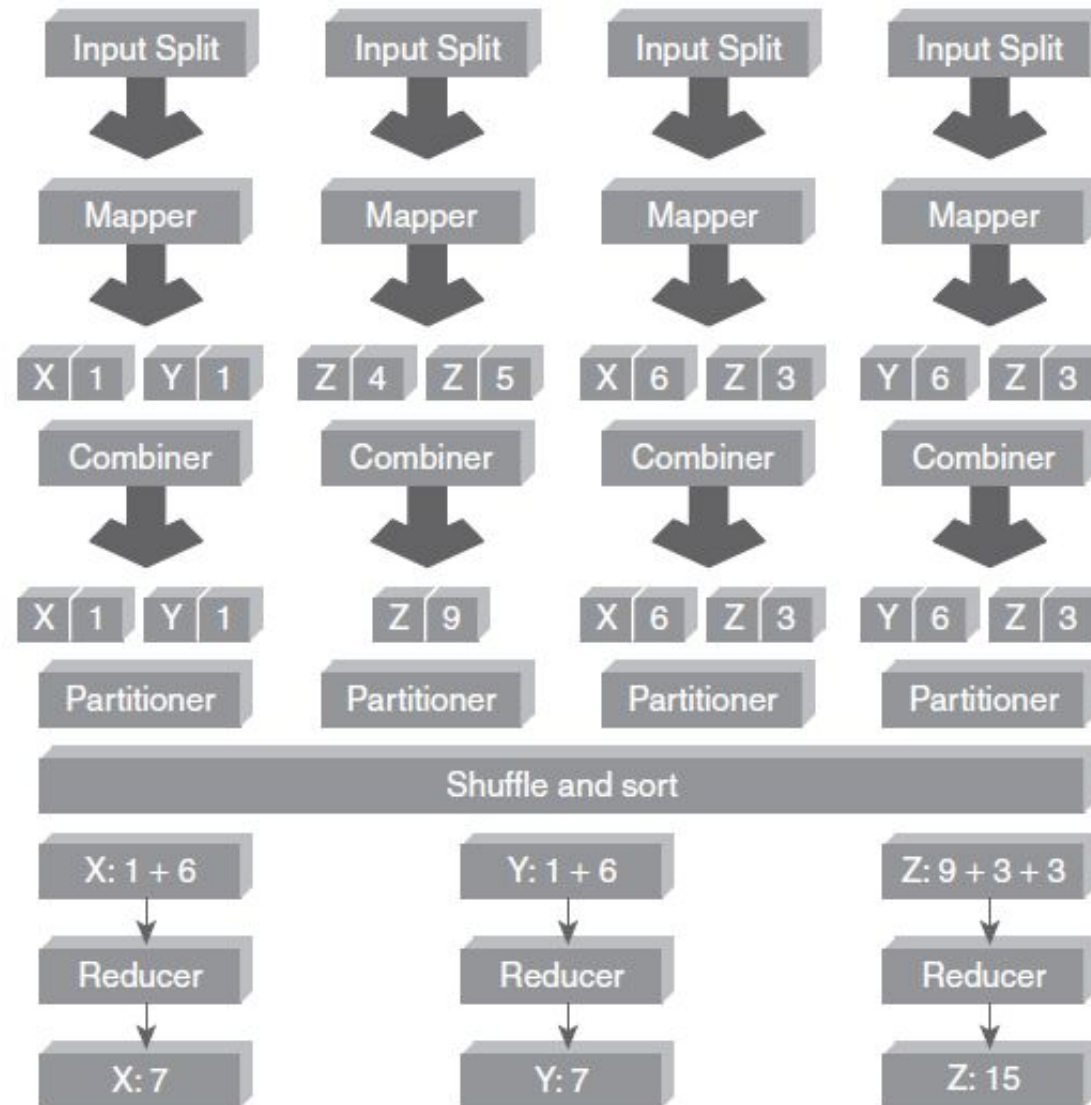 Input Split Input Split Input Split Input Split
Mapper Mapper Mapper Mapper
X 1 Y 1 Z 4 Z 5 X 6 Z 3 Y 6 Z 3
Combiner Combiner Combiner Combiner
X 1 Y 1 Z 9 X 6 Z 3 Y 6 Z 3
Partitioner Partitioner Partitioner Partitioner
Shuffle and sort
X: 1 + 6 Y: 1 + 6 Z: 9 + 3 + 3
Reducer Reducer Reducer
X: 7 Y: 7 Z: 15